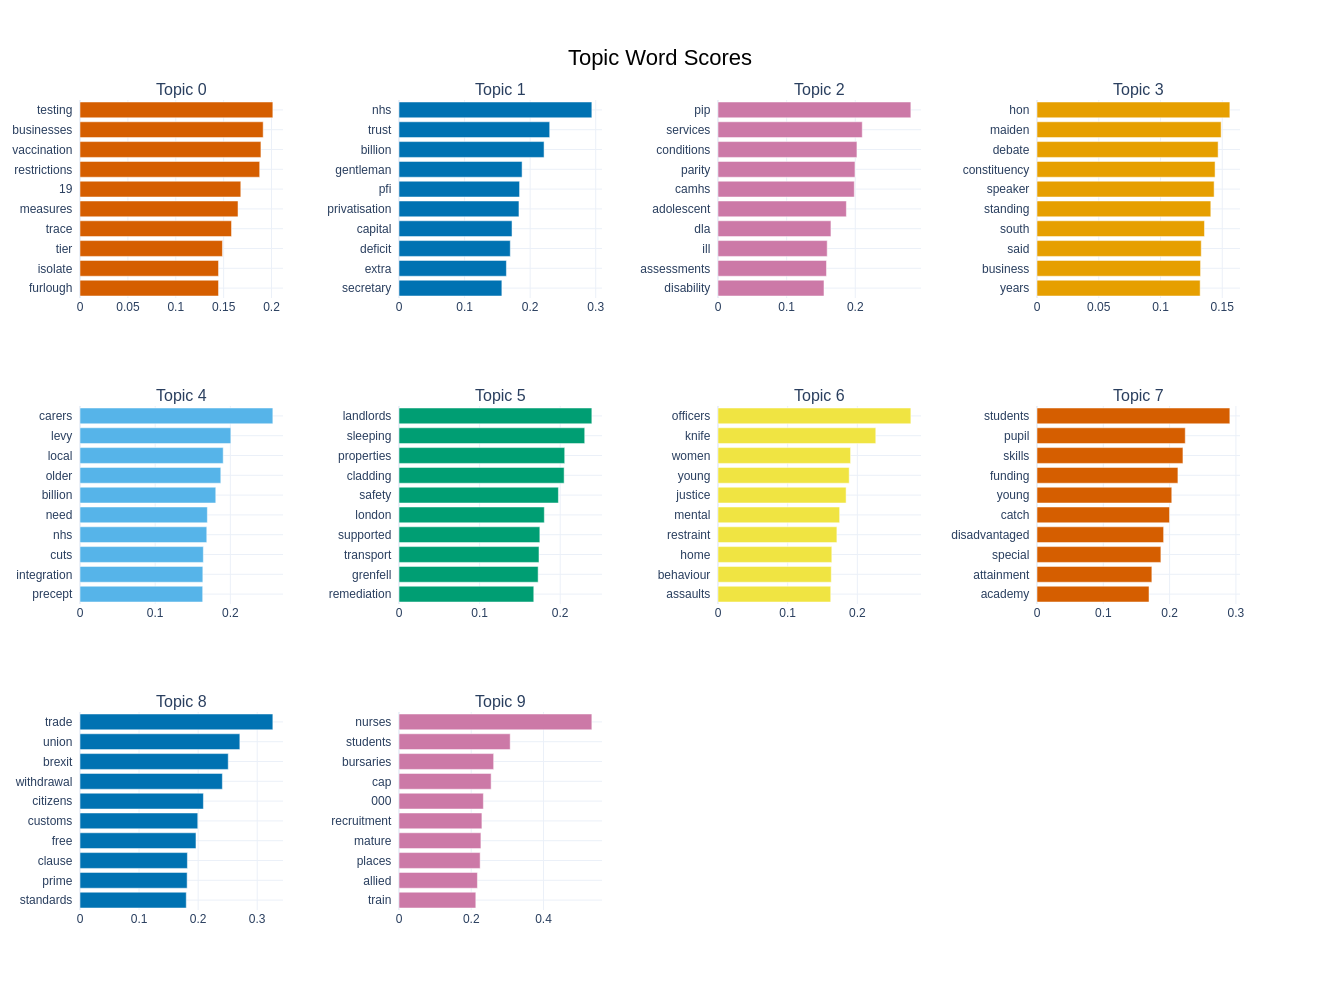 Topic Word Scores
Topic 0
testing
businesses
vaccination
restrictions
19
measures
trace
tier
isolate
furlough
0 0.05 0.1 0.15 0.2
Topic 1
nhs
trust
billion
gentleman
pfi
privatisation
capital
deficit
extra
secretary
0 0.1 0.2 0.3
Topic 2
pip
services
conditions
parity
camhs
adolescent
dla
ill
assessments
disability
0 0.1 0.2
Topic 3
hon
maiden
debate
constituency
speaker
standing
south
said
business
years
0 0.05 0.1 0.15
Topic 4
carers
levy
local
older
billion
need
nhs
cuts
integration
precept
0 0.1 0.2
Topic 5
landlords
sleeping
properties
cladding
safety
london
supported
transport
grenfell
remediation
0 0.1 0.2
Topic 6
officers
knife
women
young
justice
mental
restraint
home
behaviour
assaults
0 0.1 0.2
Topic 7
students
pupil
skills
funding
young
catch
disadvantaged
special
attainment
academy
0 0.1 0.2 0.3
Topic 8
trade
union
brexit
withdrawal
citizens
customs
free
clause
prime
standards
0 0.1 0.2 0.3
Topic 9
nurses
students
bursaries
cap
000
recruitment
mature
places
allied
train
0 0.2 0.4